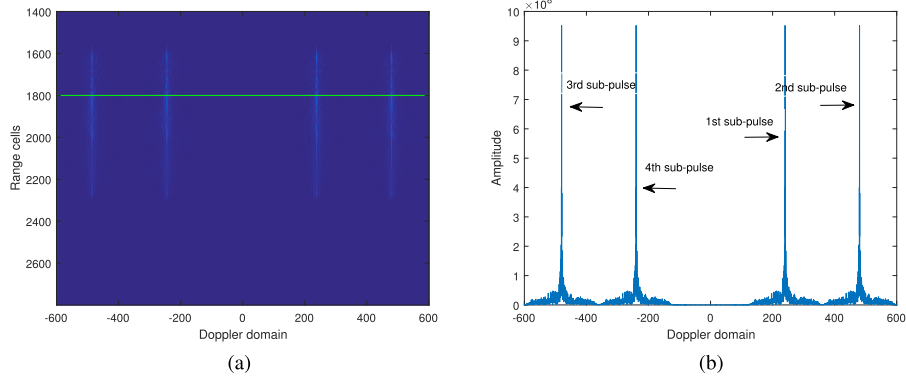 1400
1600
1800
2000
2200
2400
2600
Range cells
-600 -400 -200 0 200 400 600
Doppler domain
(a)
×10⁸
10
9
8
7
6
5
4
3
2
1
0
Amplitude
3rd sub-pulse
2nd sub-pulse
1st sub-pulse
4th sub-pulse
-600 -400 -200 0 200 400 600
Doppler domain
(b)